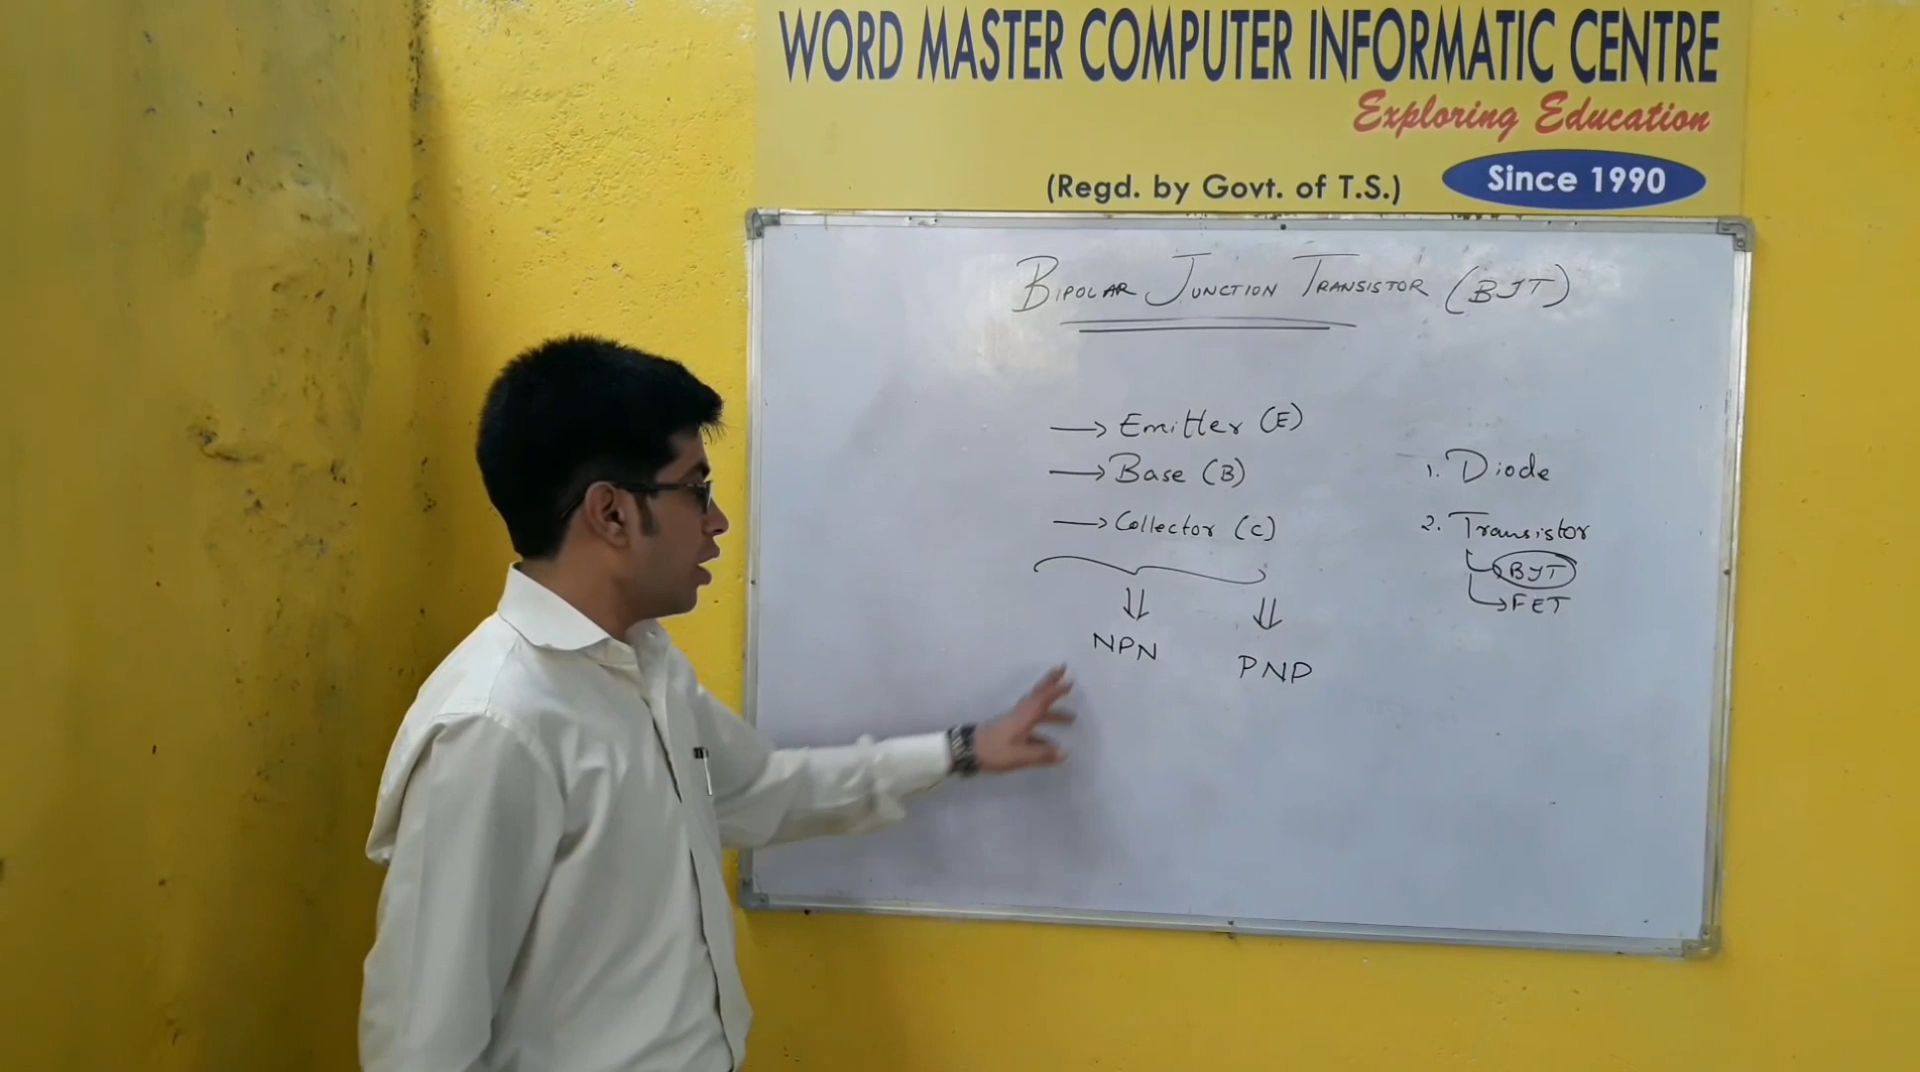 WORD MASTER COMPUTER INFORMATIC CENTRE
Exploring Education
(Regd. by Govt. of T.S.) Since 1990
BIPOLAR JUNCTION TRANSISTOR (BJT)
→ Emitter (E)
→ Base (B)
→ Collector (C)
⇓ ⇓
NPN
PNP
1. Diode
2. Transistor
→ BJT
→ FET